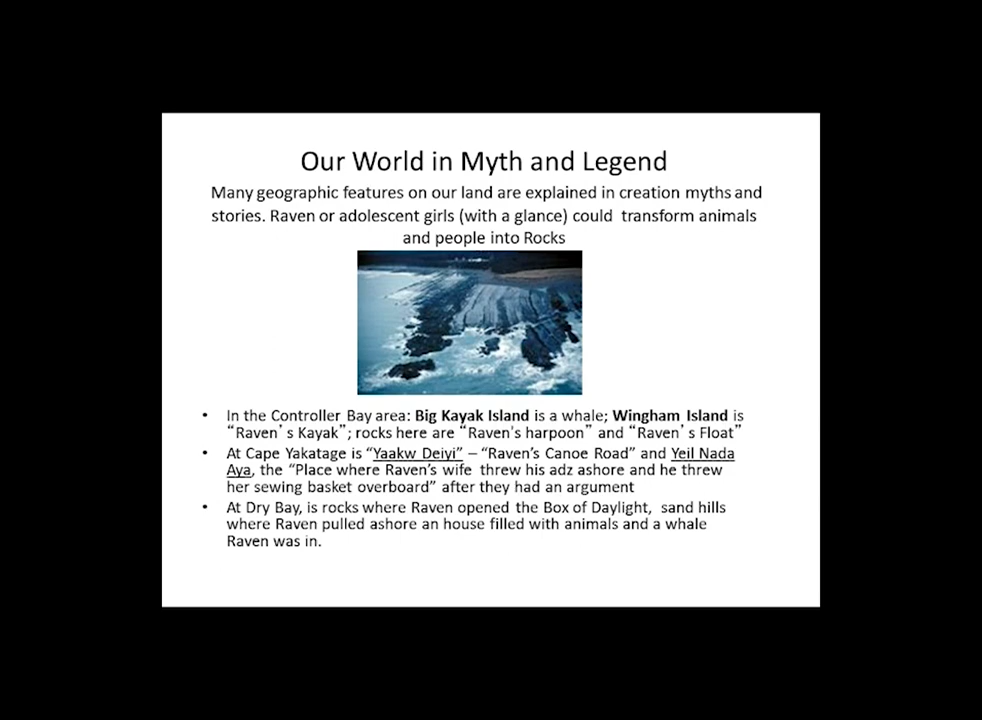 Our World in Myth and Legend
Many geographic features on our land are explained in creation myths and
stories. Raven or adolescent girls (with a glance) could  transform animals
and people into Rocks
• In the Controller Bay area: Big Kayak Island is a whale; Wingham Island is
“Raven’s Kayak”; rocks here are “Raven's harpoon” and “Raven’s Float”
• At Cape Yakatage is “Yaakw Deiyi” – “Raven’s Canoe Road” and Yeil Nada
Aya, the “Place where Raven’s wife  threw his adz ashore and he threw
her sewing basket overboard” after they had an argument
• At Dry Bay, is rocks where Raven opened the Box of Daylight,  sand hills
where Raven pulled ashore an house filled with animals and a whale
Raven was in.